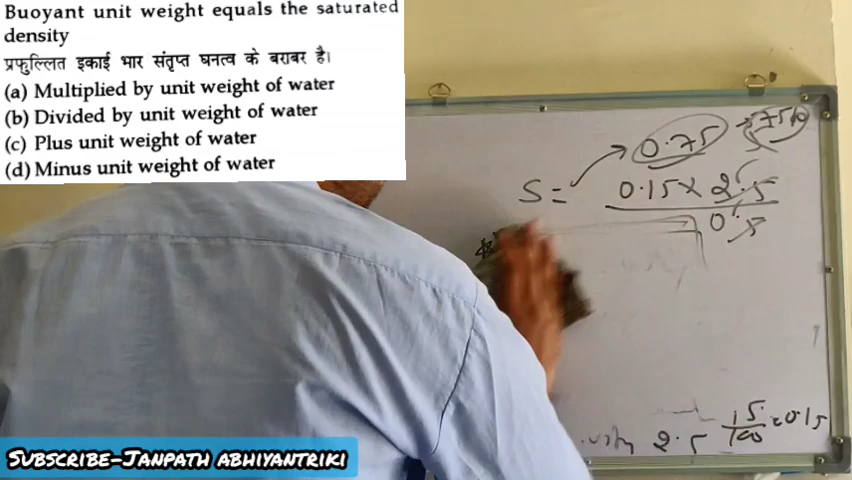 Buoyant unit weight equals the saturated
density
प्रफुल्लित इकाई भार संतृप्त घनत्व के बराबर है।
(a) Multiplied by unit weight of water
(b) Divided by unit weight of water
(c) Plus unit weight of water
(d) Minus unit weight of water
0.75 → 75%
S = 0.15 × 2.5
0.5
2.5 15/100 = 0.15
SUBSCRIBE-JANPATH ABHIYANTRIKI